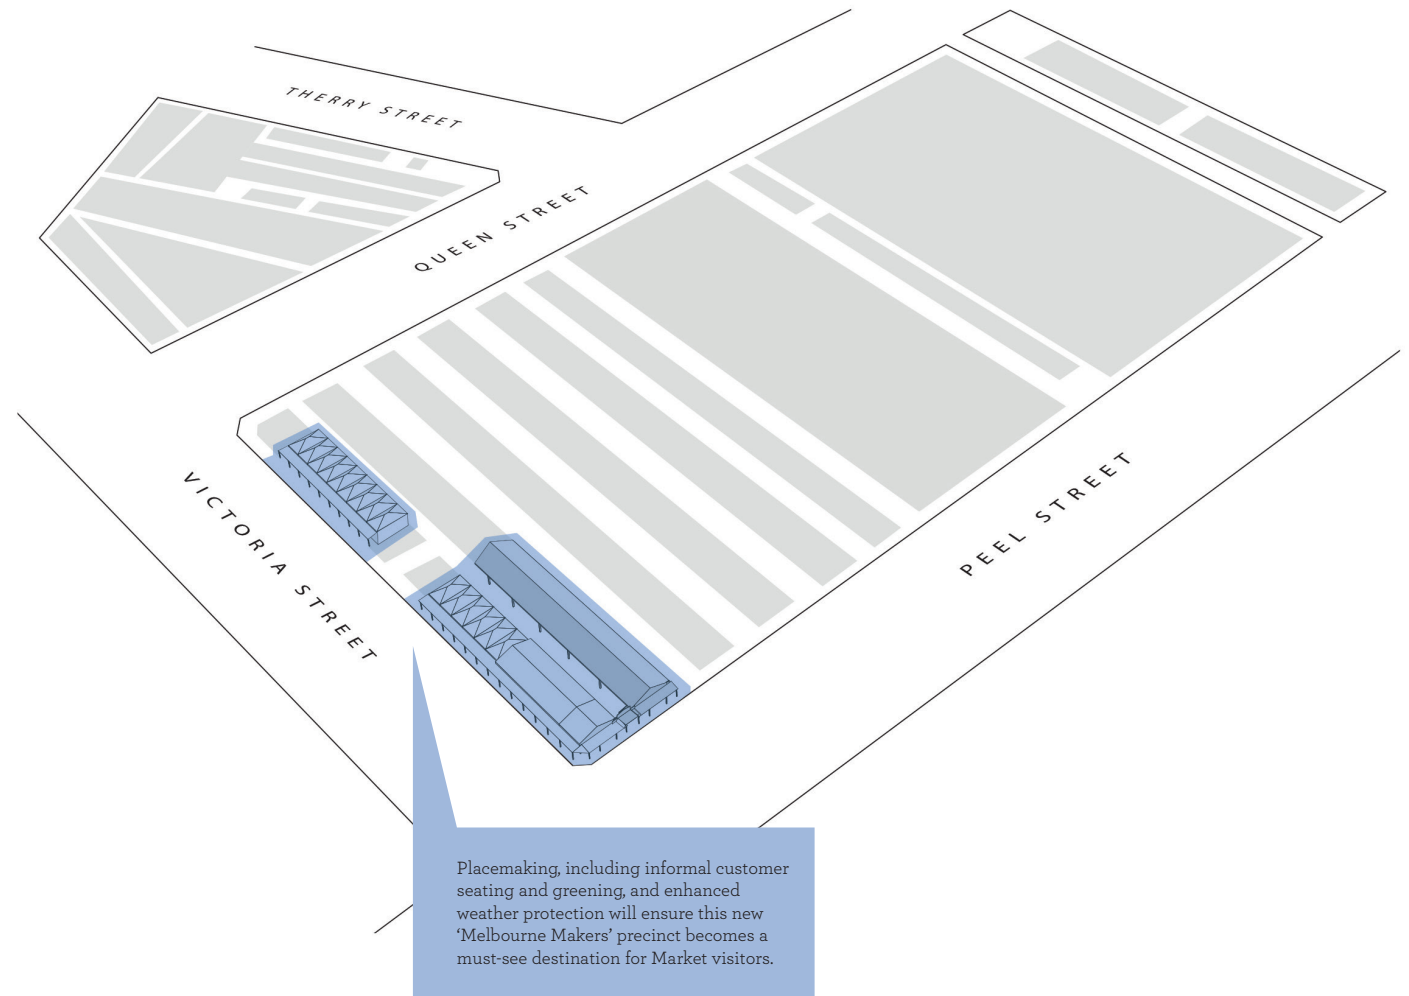 THERRY STREET
QUEEN STREET
VICTORIA STREET
PEEL STREET
Placemaking, including informal customer
seating and greening, and enhanced
weather protection will ensure this new
‘Melbourne Makers’ precinct becomes a
must-see destination for Market visitors.